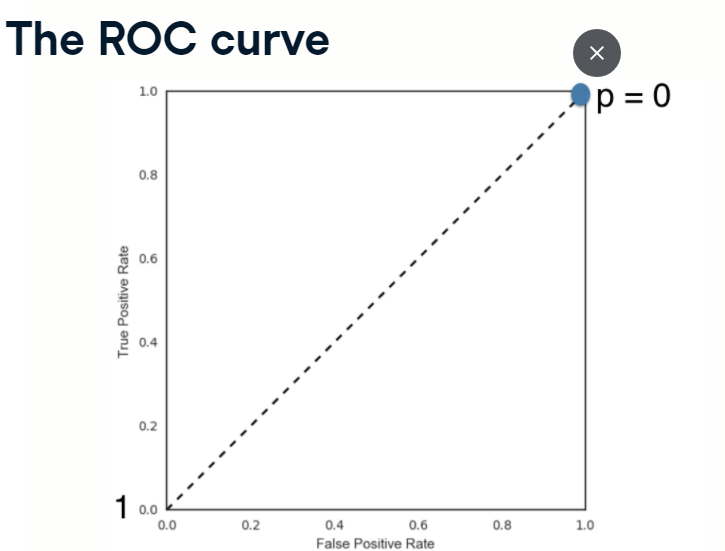 The ROC curve
×
1.0
p = 0
0.8
0.6
True Positive Rate
0.4
0.2
1
0.0
0.0 0.2 0.4 0.6 0.8 1.0
False Positive Rate